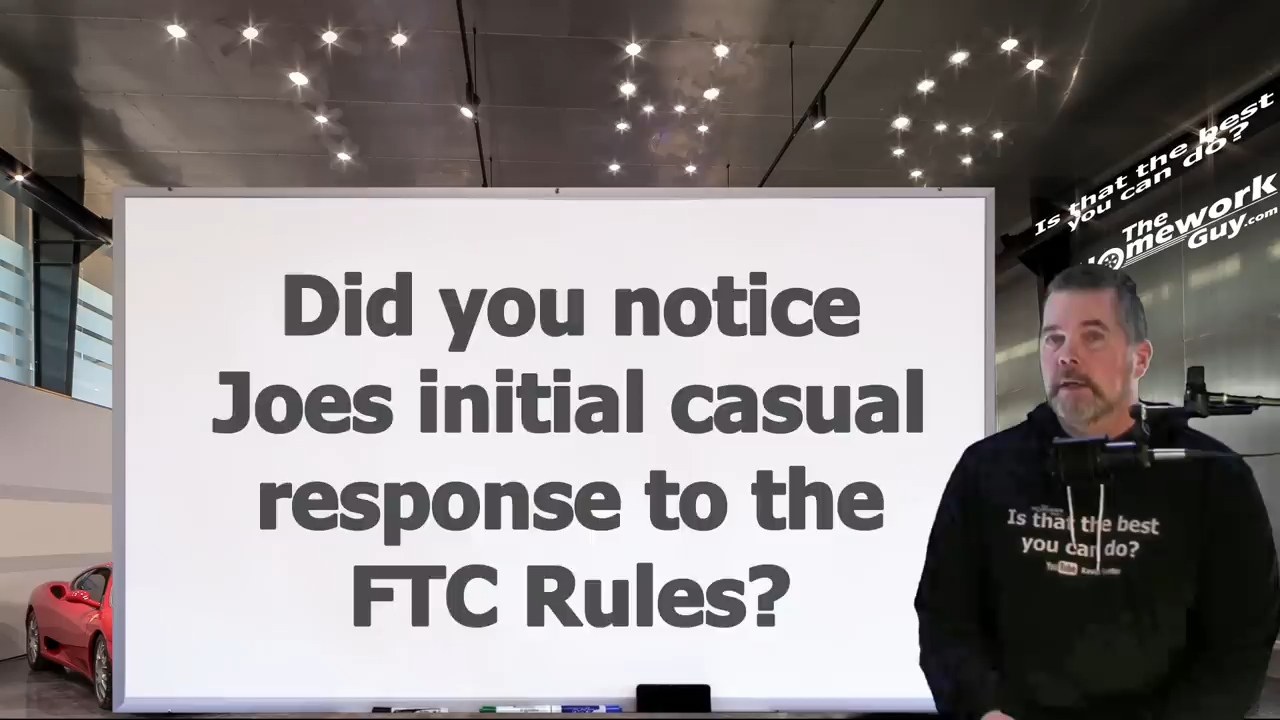 Did you notice
Joes initial casual
response to the
FTC Rules?
Is that the best
you can do?
The
Homework
Guy.com
Is that the best
you can do?
YouTube